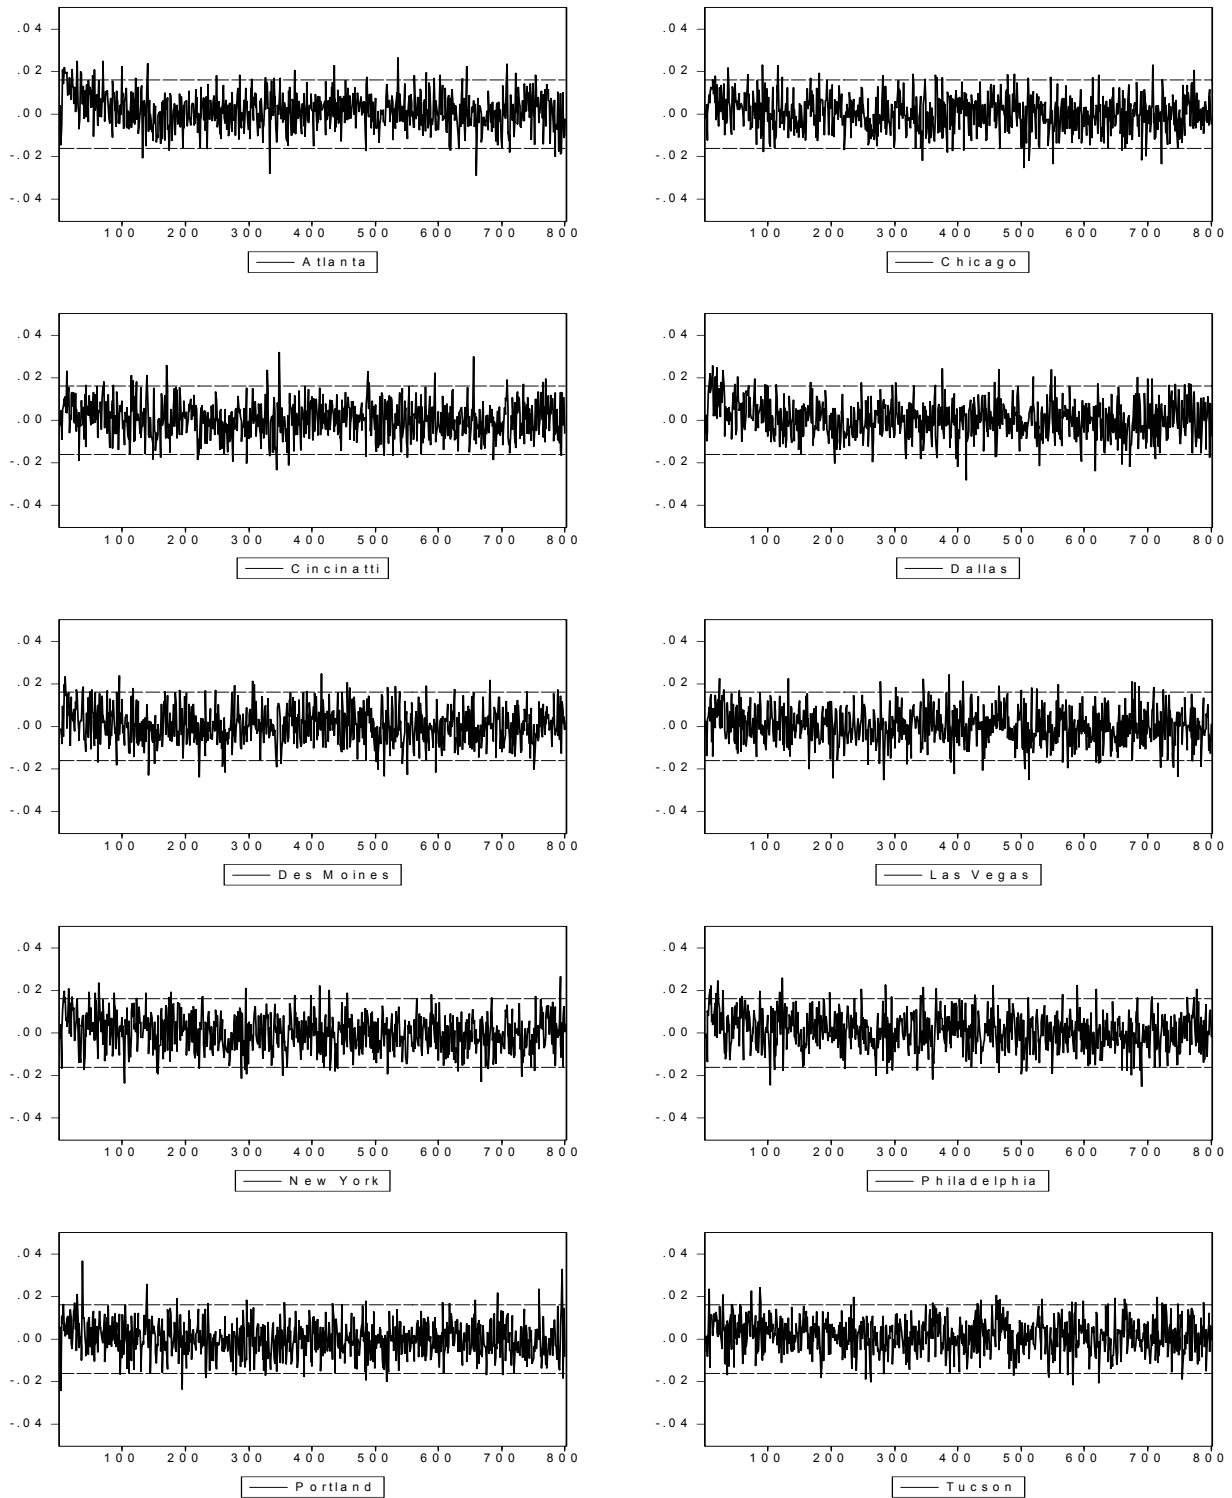 .04 .04
.02 .02
.00 .00
-.02 -.02
-.04 -.04
100 200 300 400 500 600 700 800 100 200 300 400 500 600 700 800
Atlanta Chicago
.04 .04
.02 .02
.00 .00
-.02 -.02
-.04 -.04
100 200 300 400 500 600 700 800 100 200 300 400 500 600 700 800
Cincinatti Dallas
.04 .04
.02 .02
.00 .00
-.02 -.02
-.04 -.04
100 200 300 400 500 600 700 800 100 200 300 400 500 600 700 800
Des Moines Las Vegas
.04 .04
.02 .02
.00 .00
-.02 -.02
-.04 -.04
100 200 300 400 500 600 700 800 100 200 300 400 500 600 700 800
New York Philadelphia
.04 .04
.02 .02
.00 .00
-.02 -.02
-.04 -.04
100 200 300 400 500 600 700 800 100 200 300 400 500 600 700 800
Portland Tucson